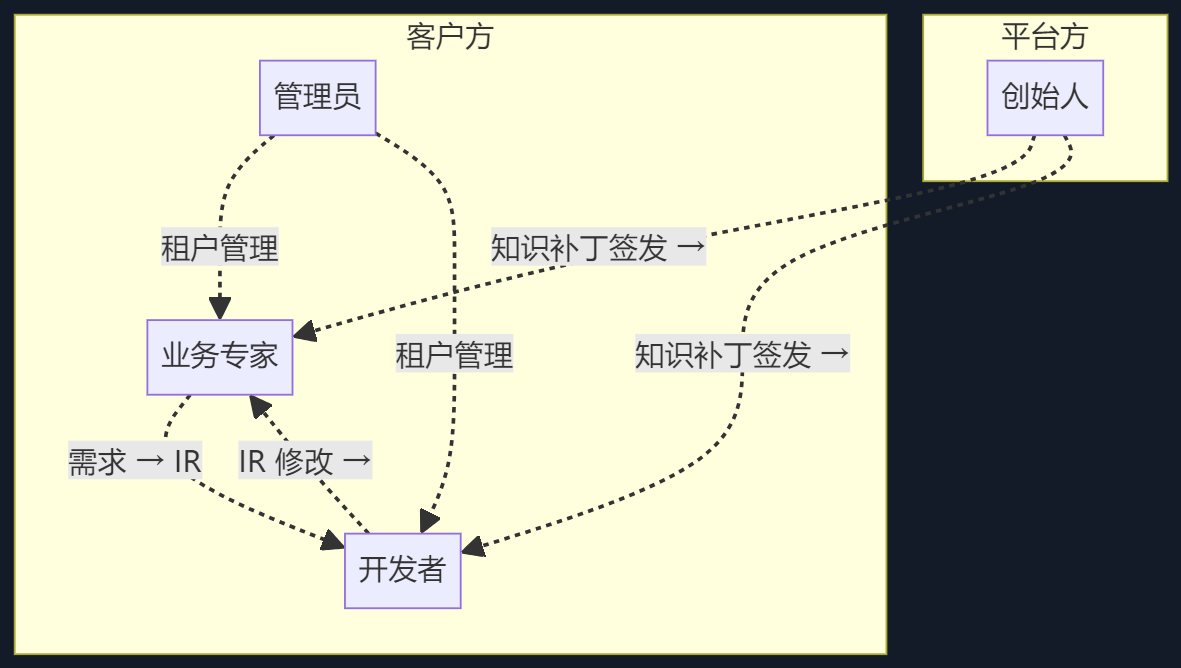 客户方
平台方
管理员
创始人
租户管理
知识补丁签发 →
业务专家
租户管理
知识补丁签发 →
需求 → IR
IR 修改 →
开发者